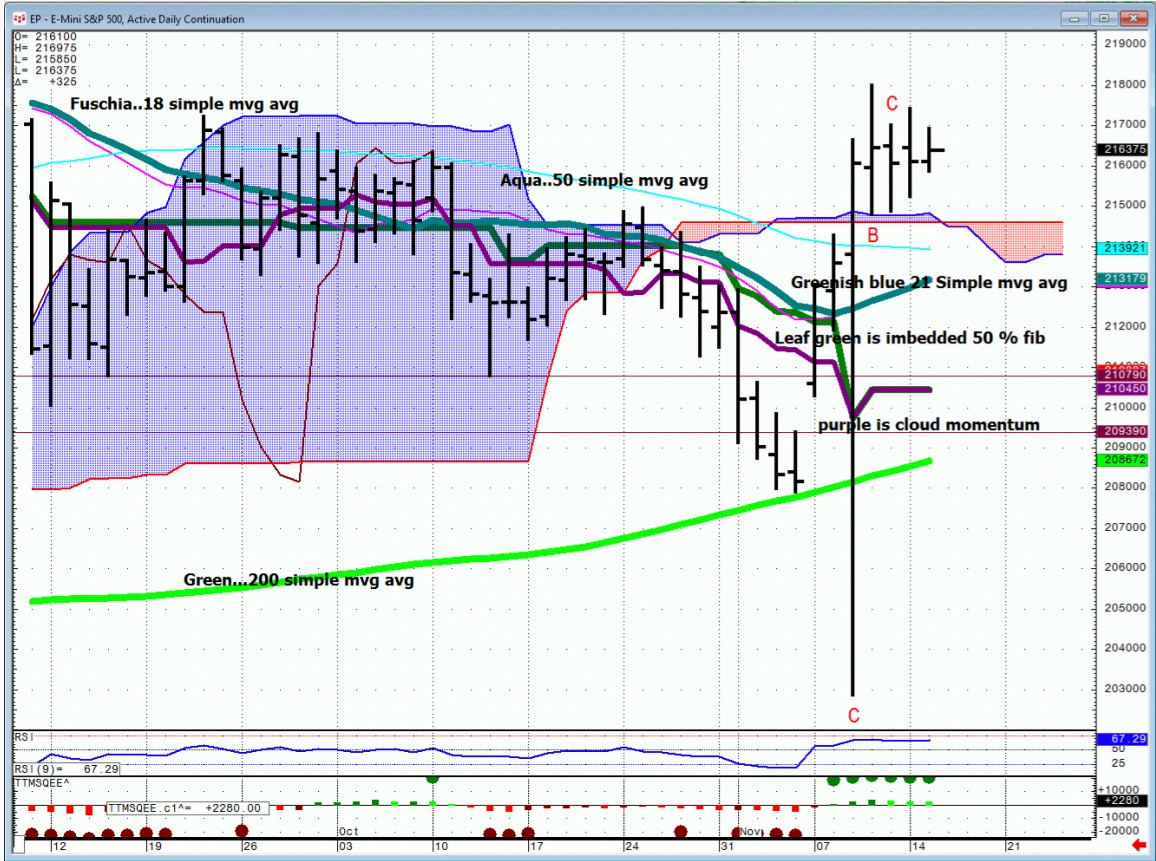 EP - E-Mini S&P 500, Active Daily Continuation
O= 216100
H= 216975
L= 215850
L= 216375
Δ= +325
Fuschia..18 simple mvg avg
Aqua..50 simple mvg avg
Greenish blue 21 Simple mvg avg
Leaf green is imbedded 50 % fib
purple is cloud momentum
Green...200 simple mvg avg
C
B
C
219000
218000
217000
216375
216000
215000
214000
213921
213179
212000
210790
210450
210000
209390
209000
208672
208000
207000
206000
205000
204000
203000
RSI
RSI(9)= 67.29
67.29
50
25
TTMSQEE^
TTMSQEE.c1^= +2280.00
+10000
+2280
-10000
-20000
Oct
Nov
12
19
26
03
10
17
24
31
07
14
21